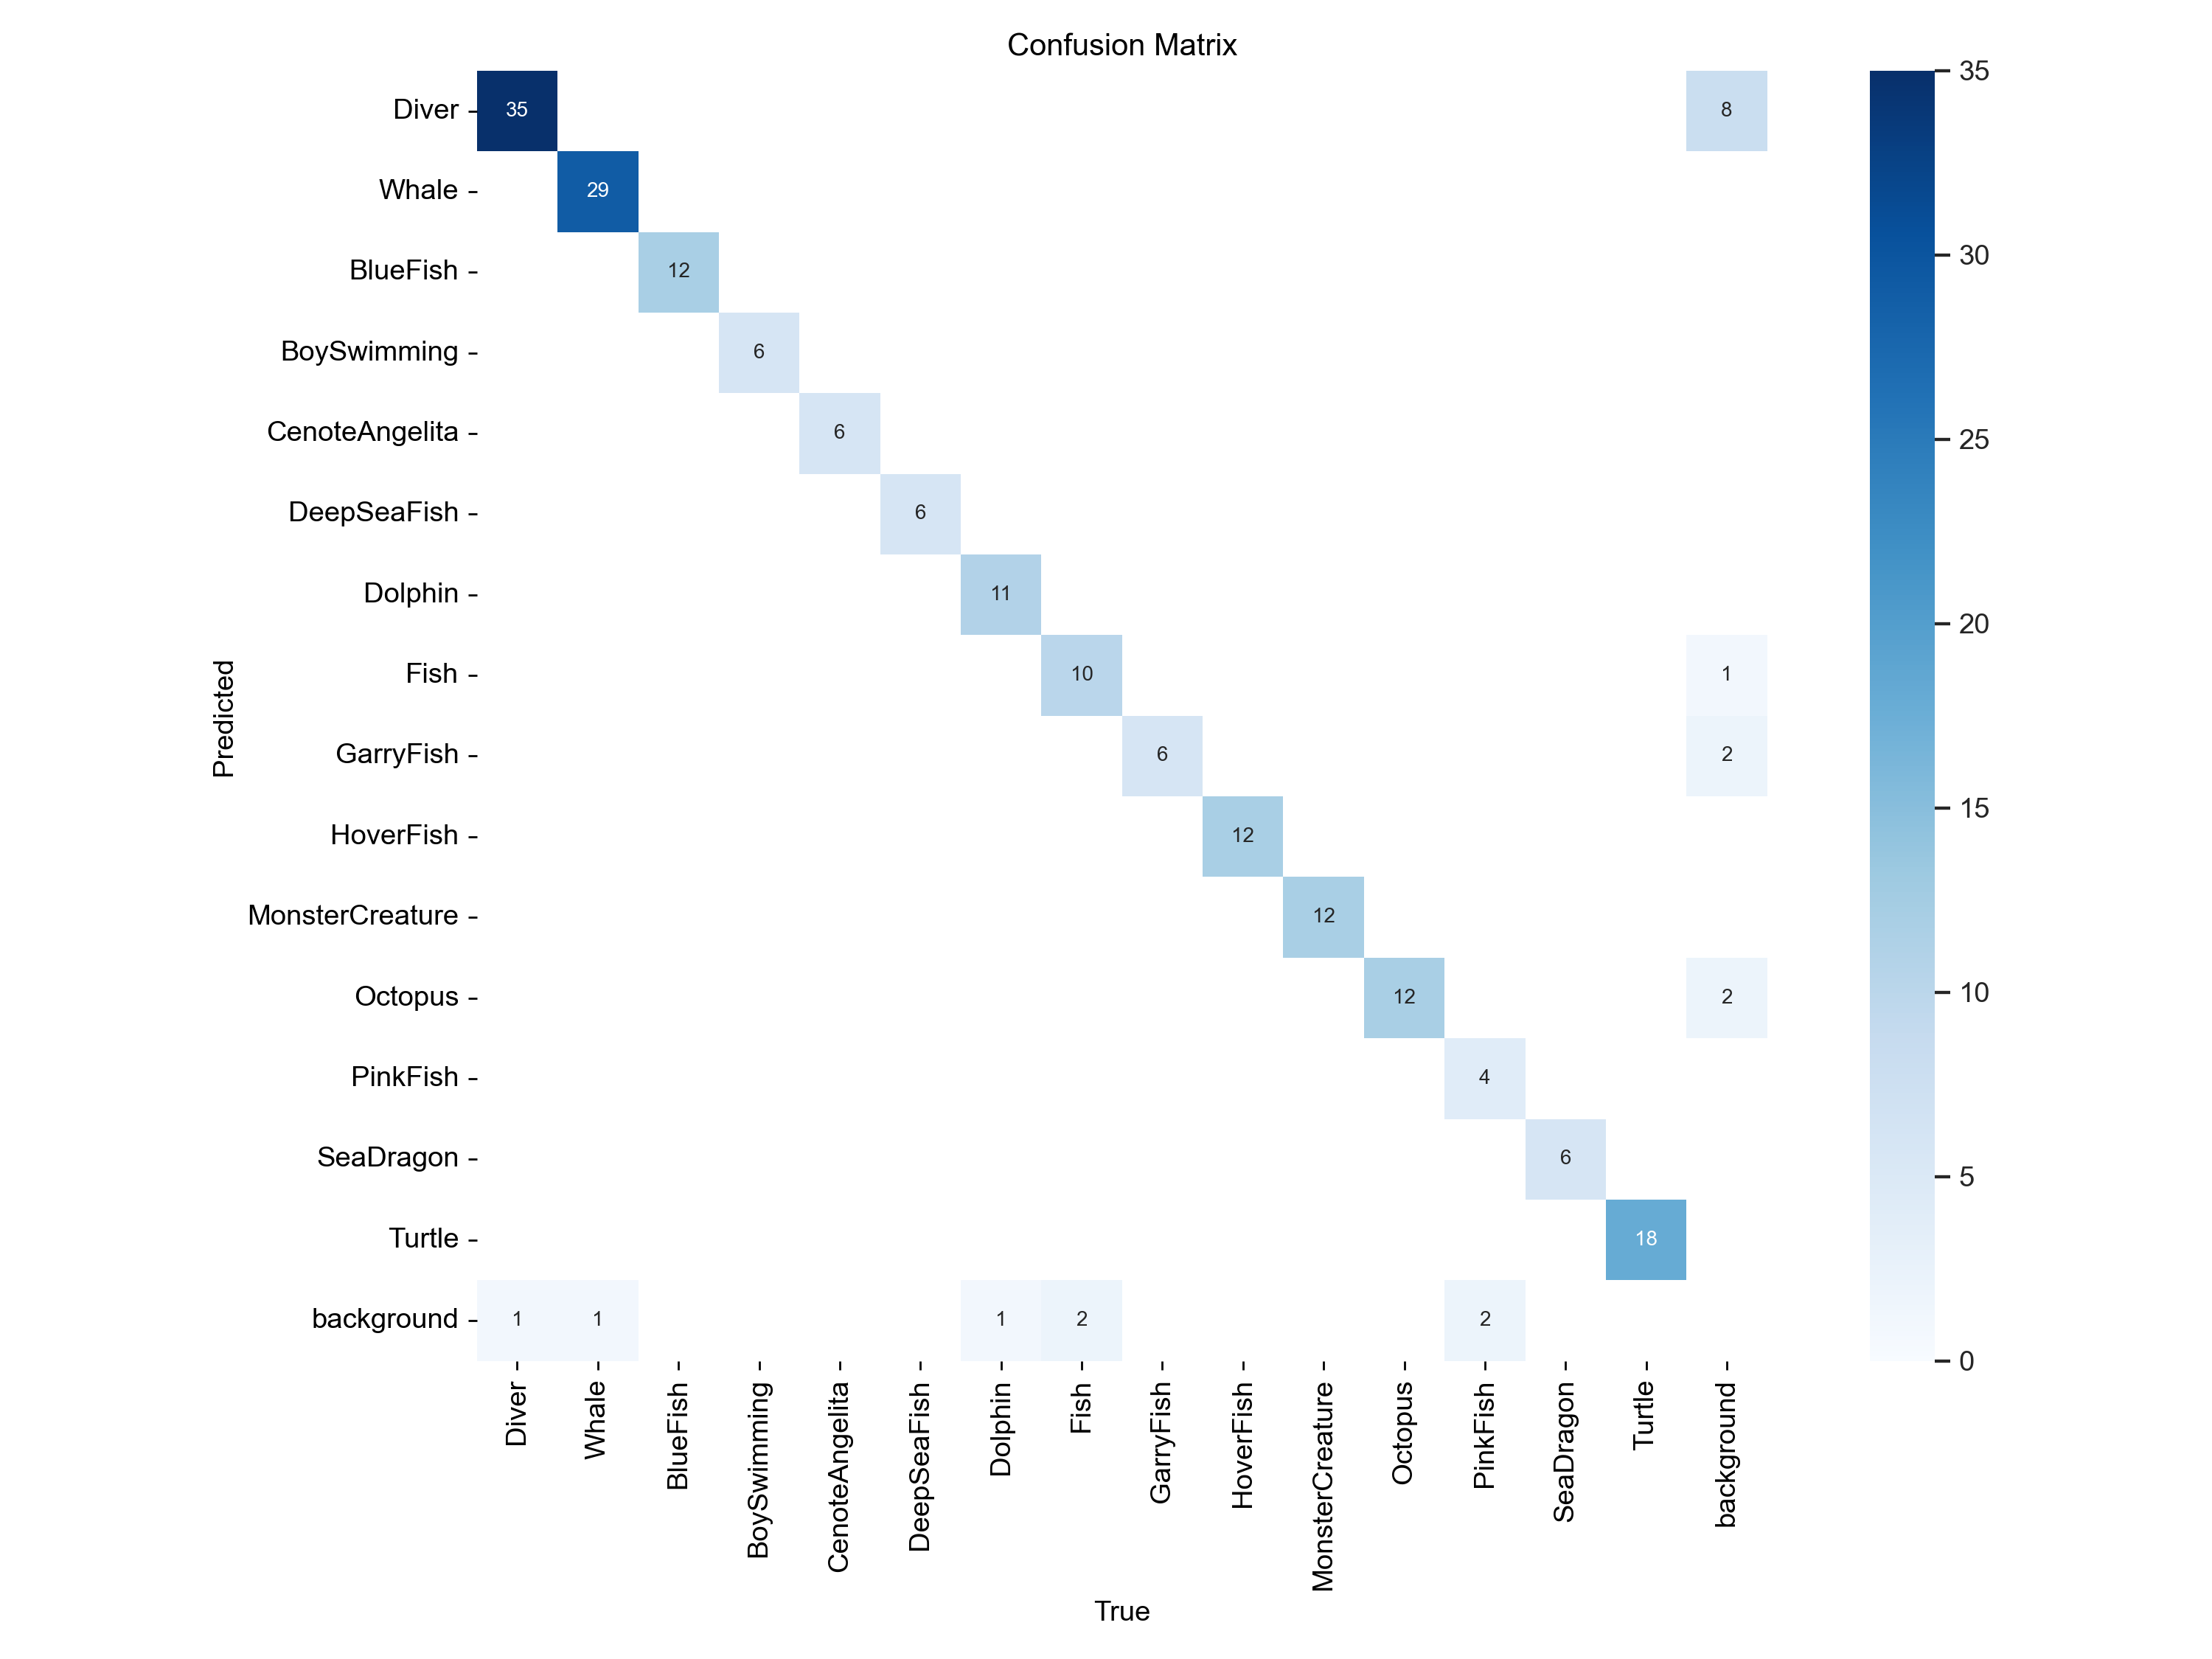 Confusion Matrix
Predicted
Diver 35 8
Whale 29
BlueFish 12
BoySwimming 6
CenoteAngelita 6
DeepSeaFish 6
Dolphin 11
Fish 10 1
GarryFish 6 2
HoverFish 12
MonsterCreature 12
Octopus 12 2
PinkFish 4
SeaDragon 6
Turtle 18
background 1 1 1 2 2
Diver
Whale
BlueFish
BoySwimming
CenoteAngelita
DeepSeaFish
Dolphin
Fish
GarryFish
HoverFish
MonsterCreature
Octopus
PinkFish
SeaDragon
Turtle
background
True
35
30
25
20
15
10
5
0